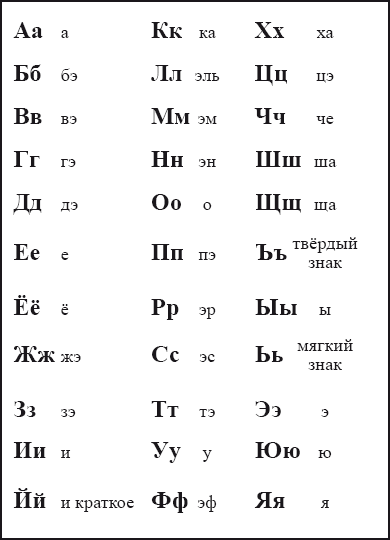 Аа а
Бб бэ
Вв вэ
Гг гэ
Дд дэ
Ее е
Ёё ё
Жж жэ
Зз зэ
Ии и
Йй и краткое
Кк ка
Лл эль
Мм эм
Нн эн
Оо о
Пп пэ
Рр эр
Сс эс
Тт тэ
Уу у
Фф эф
Хх ха
Цц цэ
Чч че
Шш ша
Щщ ща
Ъъ твёрдый
знак
Ыы ы
Ьь мягкий
знак
Ээ э
Юю ю
Яя я